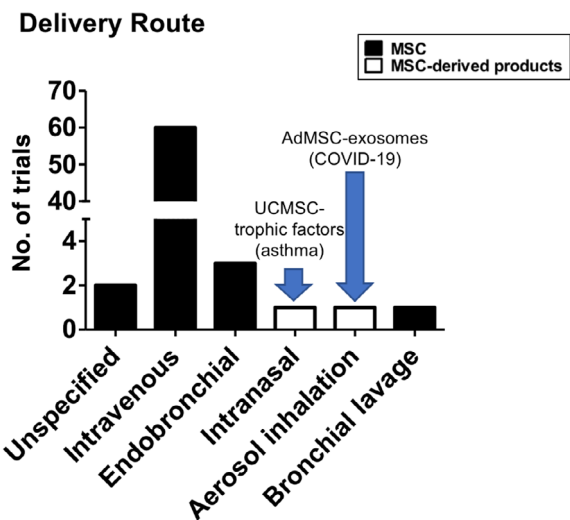 Delivery Route
MSC
MSC-derived products
No. of trials
70
60
50
40
4
2
0
AdMSC-exosomes
(COVID-19)
UCMSC-
trophic factors
(asthma)
Unspecified
Intravenous
Endobronchial
Intranasal
Aerosol inhalation
Bronchial lavage